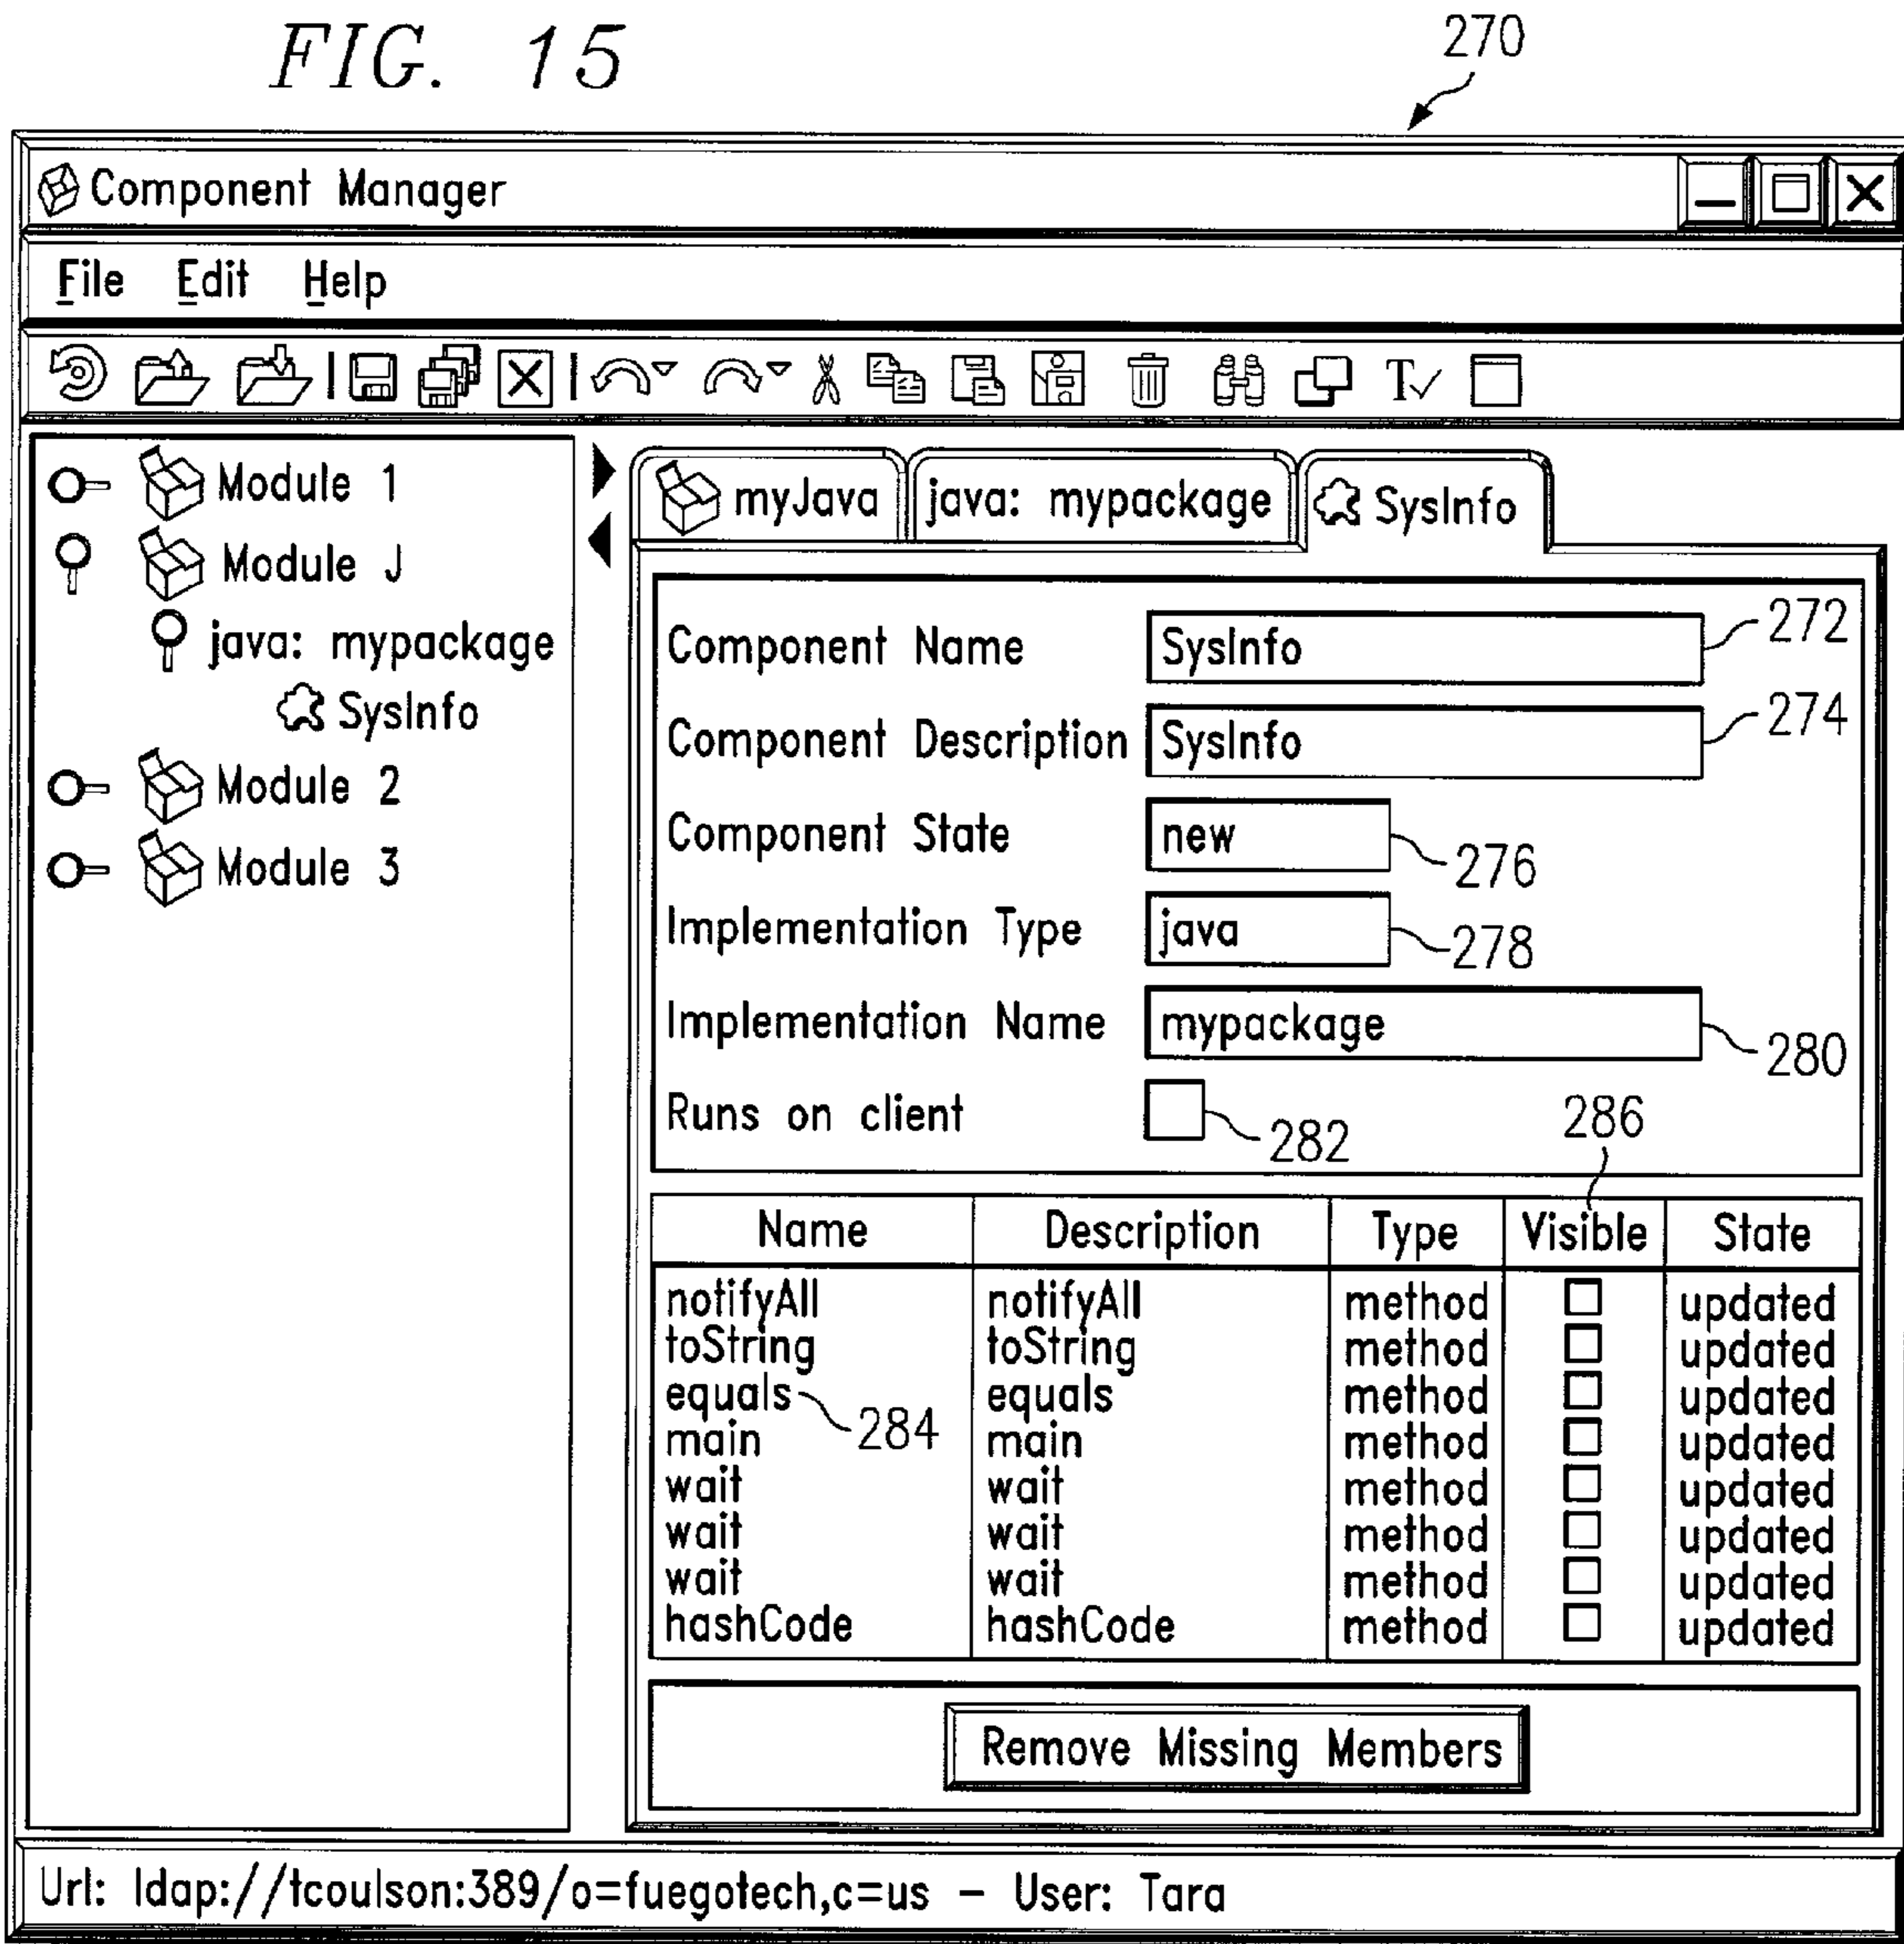 FIG. 15
270
Component Manager
File Edit Help
Module 1
Module J
java: mypackage
SysInfo
Module 2
Module 3
myJava java: mypackage SysInfo
Component Name SysInfo 272
Component Description SysInfo 274
Component State new 276
Implementation Type java 278
Implementation Name mypackage 280
Runs on client 282
286
Name Description Type Visible State
notifyAll notifyAll method updated
toString toString method updated
equals 284 equals method updated
main main method updated
wait wait method updated
wait wait method updated
wait wait method updated
hashCode hashCode method updated
Remove Missing Members
Url: ldap://tcoulson:389/o=fuegotech,c=us – User: Tara